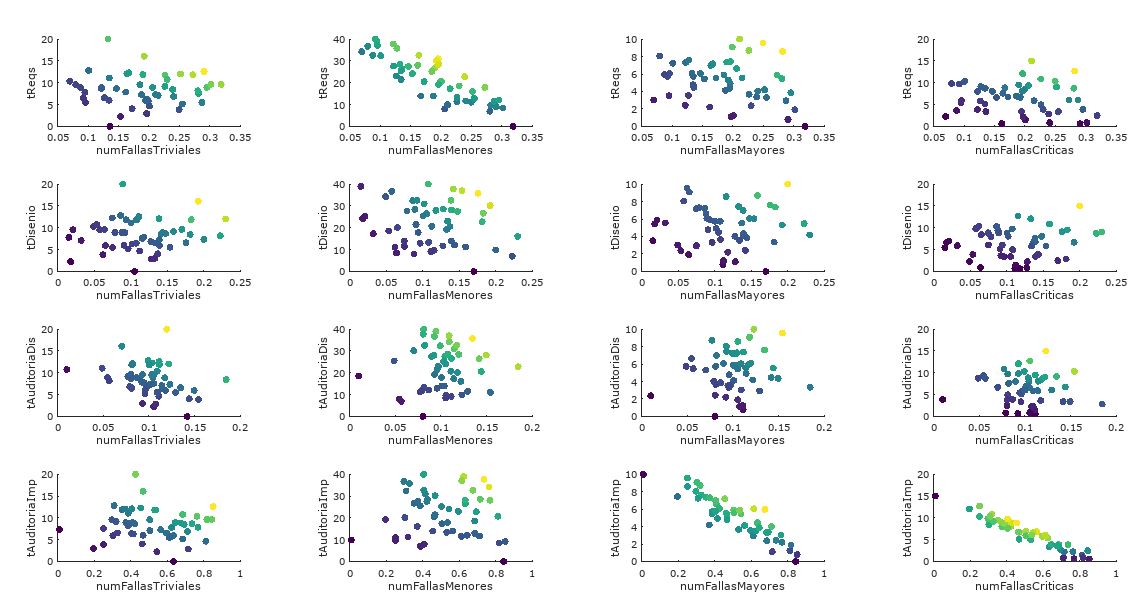 20
15
10
5
0
tReqs
0.05 0.1 0.15 0.2 0.25 0.3 0.35
numFallasTriviales
40
30
20
10
0
tReqs
0.05 0.1 0.15 0.2 0.25 0.3 0.35
numFallasMenores
10
8
6
4
2
0
tReqs
0.05 0.1 0.15 0.2 0.25 0.3 0.35
numFallasMayores
20
15
10
5
0
tReqs
0.05 0.1 0.15 0.2 0.25 0.3 0.35
numFallasCriticas
20
15
10
5
0
tDisenio
0 0.05 0.1 0.15 0.2 0.25
numFallasTriviales
40
30
20
10
0
tDisenio
0 0.05 0.1 0.15 0.2 0.25
numFallasMenores
10
8
6
4
2
0
tDisenio
0 0.05 0.1 0.15 0.2 0.25
numFallasMayores
20
15
10
5
0
tDisenio
0 0.05 0.1 0.15 0.2 0.25
numFallasCriticas
20
15
10
5
0
tAuditoriaDis
0 0.05 0.1 0.15 0.2
numFallasTriviales
40
30
20
10
0
tAuditoriaDis
0 0.05 0.1 0.15 0.2
numFallasMenores
10
8
6
4
2
0
tAuditoriaDis
0 0.05 0.1 0.15 0.2
numFallasMayores
20
15
10
5
0
tAuditoriaDis
0 0.05 0.1 0.15 0.2
numFallasCriticas
20
15
10
5
0
tAuditoriaImp
0 0.2 0.4 0.6 0.8 1
numFallasTriviales
40
30
20
10
0
tAuditoriaImp
0 0.2 0.4 0.6 0.8 1
numFallasMenores
10
8
6
4
2
0
tAuditoriaImp
0 0.2 0.4 0.6 0.8 1
numFallasMayores
20
15
10
5
0
tAuditoriaImp
0 0.2 0.4 0.6 0.8 1
numFallasCriticas